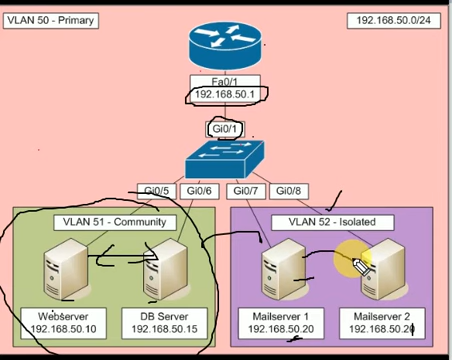 VLAN 50 - Primary
192.168.50.0/24
Fa0/1
192.168.50.1
Gi0/1
Gi0/5
Gi0/6
Gi0/7
Gi0/8
VLAN 51 - Community
VLAN 52 - Isolated
Webserver
192.168.50.10
DB Server
192.168.50.15
Mailserver 1
192.168.50.20
Mailserver 2